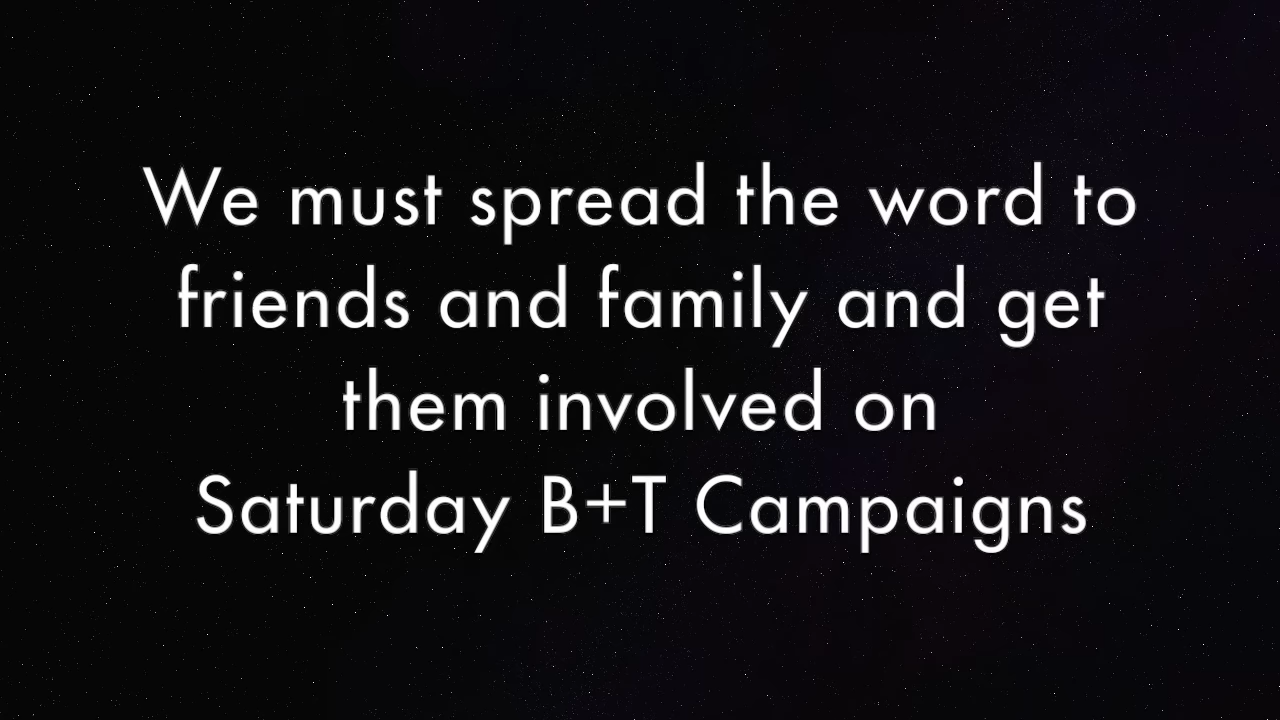 We must spread the word to
friends and family and get
them involved on
Saturday B+T Campaigns